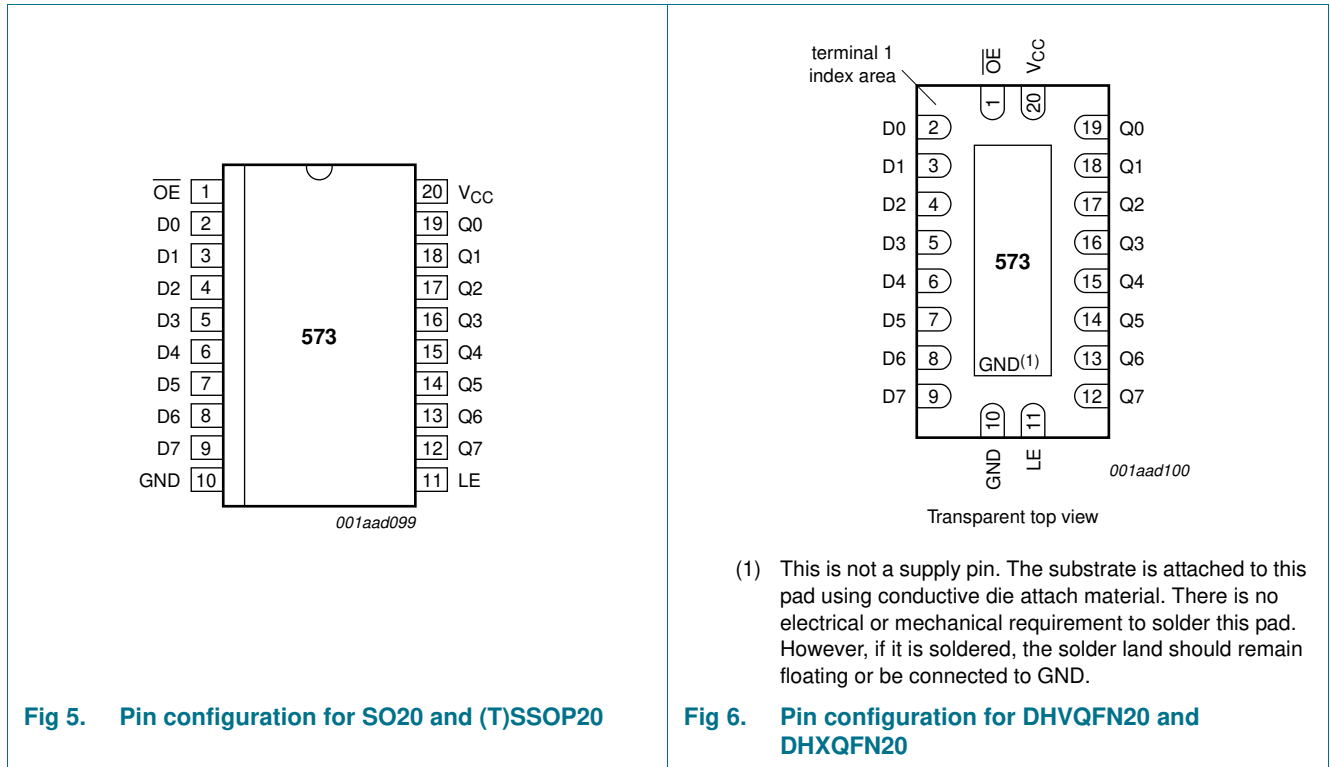 OE 1
D0 2
D1 3
D2 4
D3 5
D4 6
D5 7
D6 8
D7 9
GND 10
573
20 VCC
19 Q0
18 Q1
17 Q2
16 Q3
15 Q4
14 Q5
13 Q6
12 Q7
11 LE
001aad099
Fig 5. Pin configuration for SO20 and (T)SSOP20
terminal 1
index area
OE
VCC
1
20
D0 2
D1 3
D2 4
D3 5
D4 6
D5 7
D6 8
D7 9
573
GND(1)
19 Q0
18 Q1
17 Q2
16 Q3
15 Q4
14 Q5
13 Q6
12 Q7
10
11
GND
LE
001aad100
Transparent top view
(1) This is not a supply pin. The substrate is attached to this
pad using conductive die attach material. There is no
electrical or mechanical requirement to solder this pad.
However, if it is soldered, the solder land should remain
floating or be connected to GND.
Fig 6. Pin configuration for DHVQFN20 and
DHXQFN20